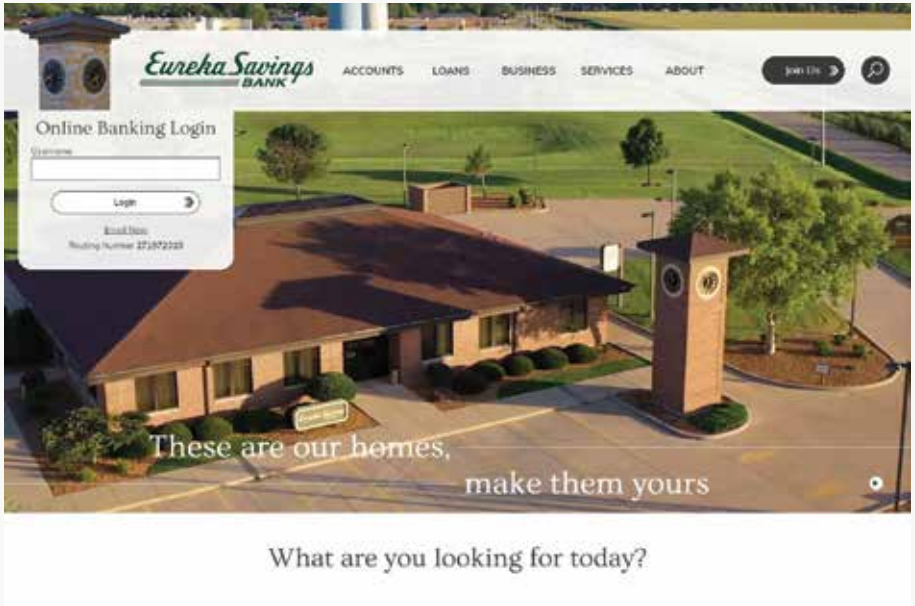 Eureka Savings
BANK
ACCOUNTS LOANS BUSINESS SERVICES ABOUT Join Us
Online Banking Login
Username
Login
Enroll Now
Routing Number 271972323
These are our homes,
make them yours
What are you looking for today?